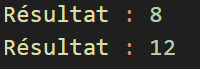 Résultat : 8
Résultat : 12